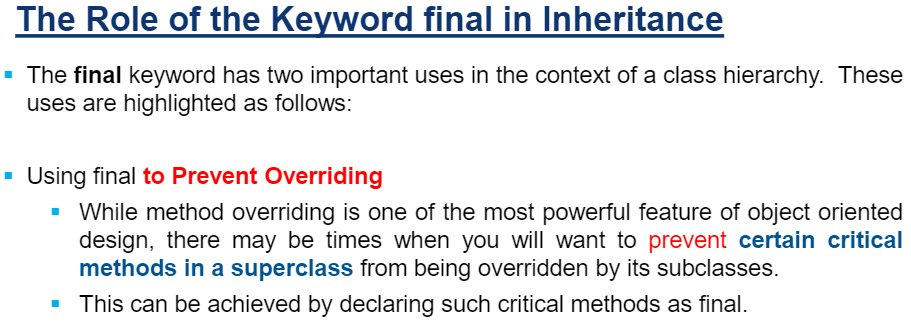 The Role of the Keyword final in Inheritance
▪ The final keyword has two important uses in the context of a class hierarchy. These
uses are highlighted as follows:
▪ Using final to Prevent Overriding
▪ While method overriding is one of the most powerful feature of object oriented
design, there may be times when you will want to prevent certain critical
methods in a superclass from being overridden by its subclasses.
▪ This can be achieved by declaring such critical methods as final.